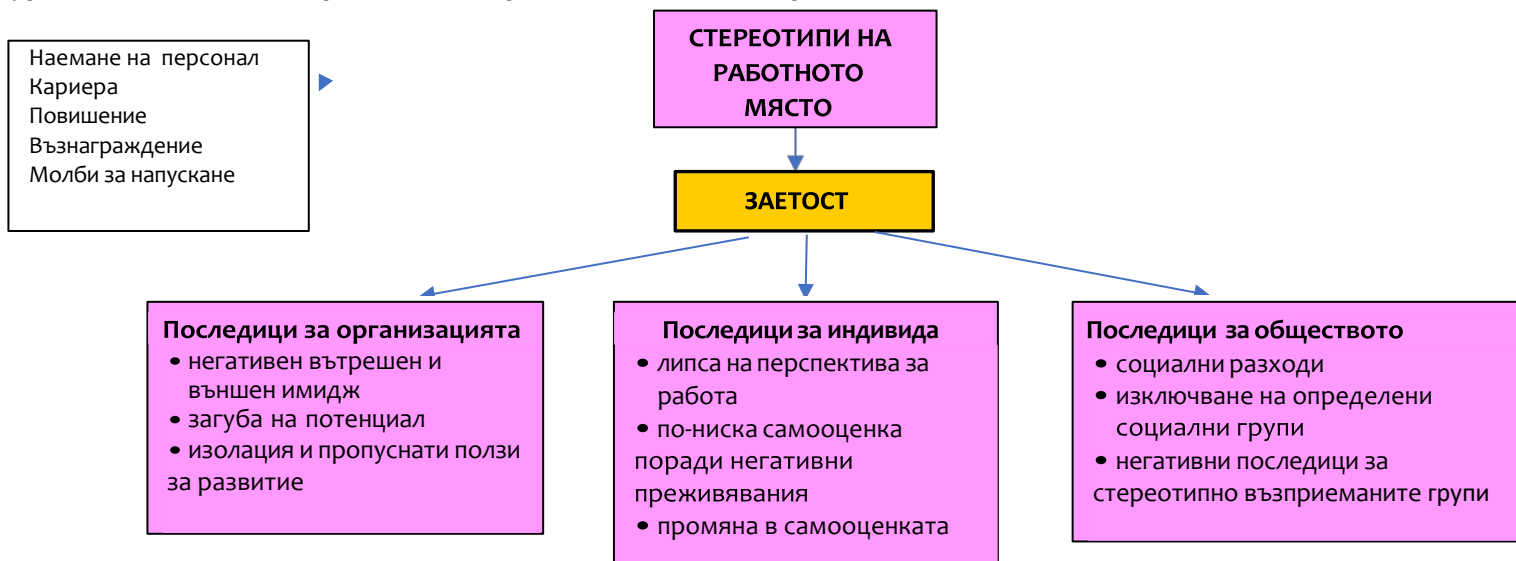 Наемане на персонал
Кариера
Повишение
Възнаграждение
Молби за напускане
СТЕРЕОТИПИ НА
РАБОТНОТО
МЯСТО
ЗАЕТОСТ
Последици за организацията
• негативен вътрешен и
външен имидж
• загуба на потенциал
• изолация и пропуснати ползи
за развитие
Последици за индивида
• липса на перспектива за
работа
• по-ниска самооценка
поради негативни
преживявания
• промяна в самооценката
Последици за обществото
• социални разходи
• изключване на определени
социални групи
• негативни последици за
стереотипно възприеманите групи